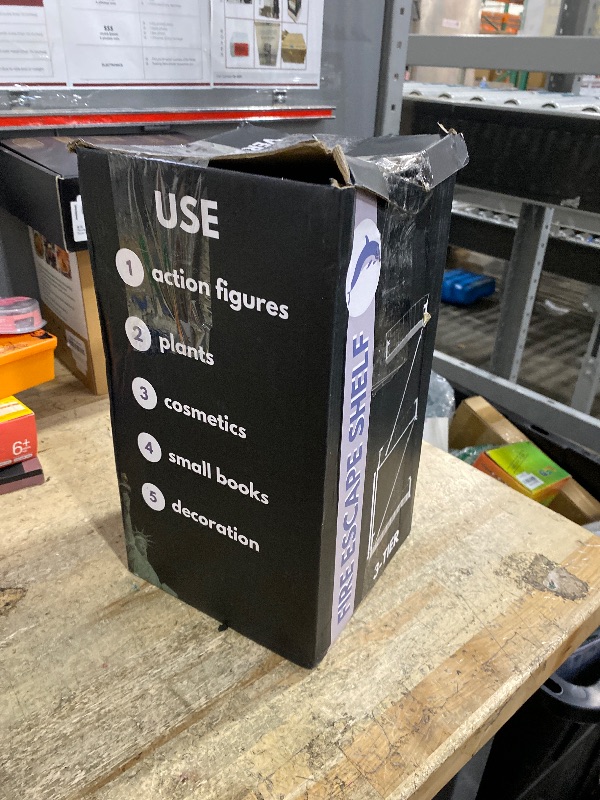 USE
1 action figures
2 plants
3 cosmetics
4 small books
5 decoration
FIRE ESCAPE SHELF
3-TIER
6+